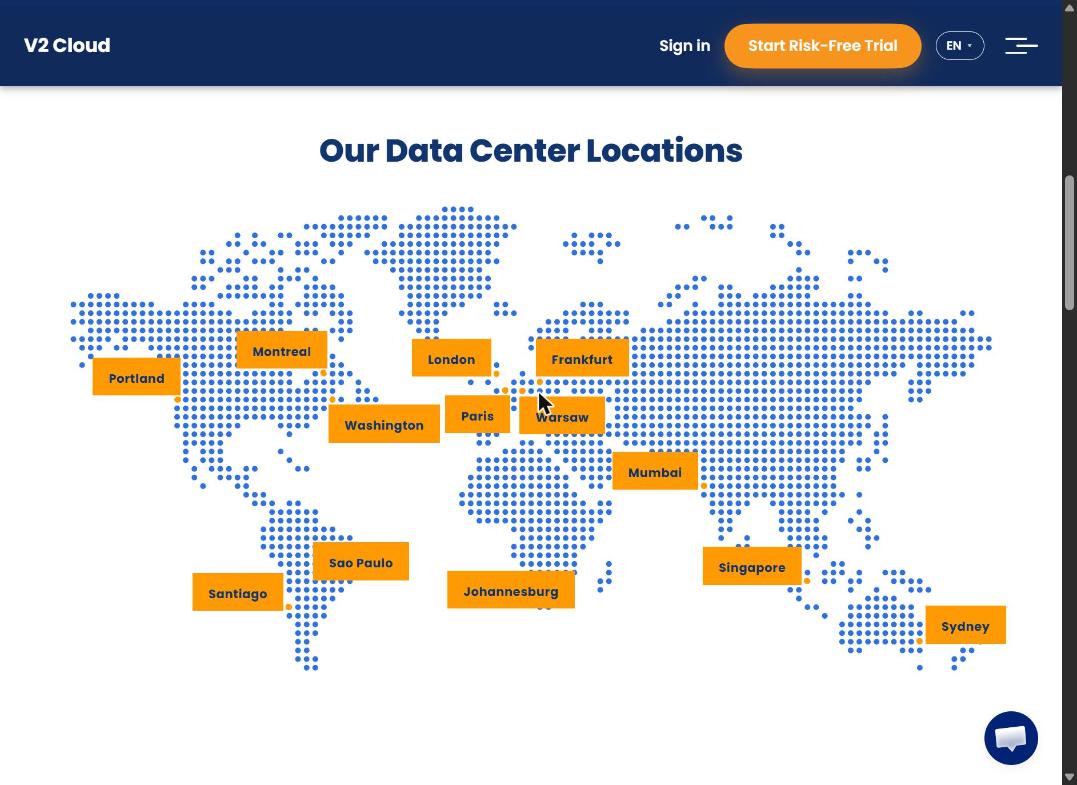 V2 Cloud
Sign in
Start Risk-Free Trial
EN
Our Data Center Locations
Montreal
London
Frankfurt
Portland
Washington
Paris
Warsaw
Mumbai
Sao Paulo
Singapore
Santiago
Johannesburg
Sydney